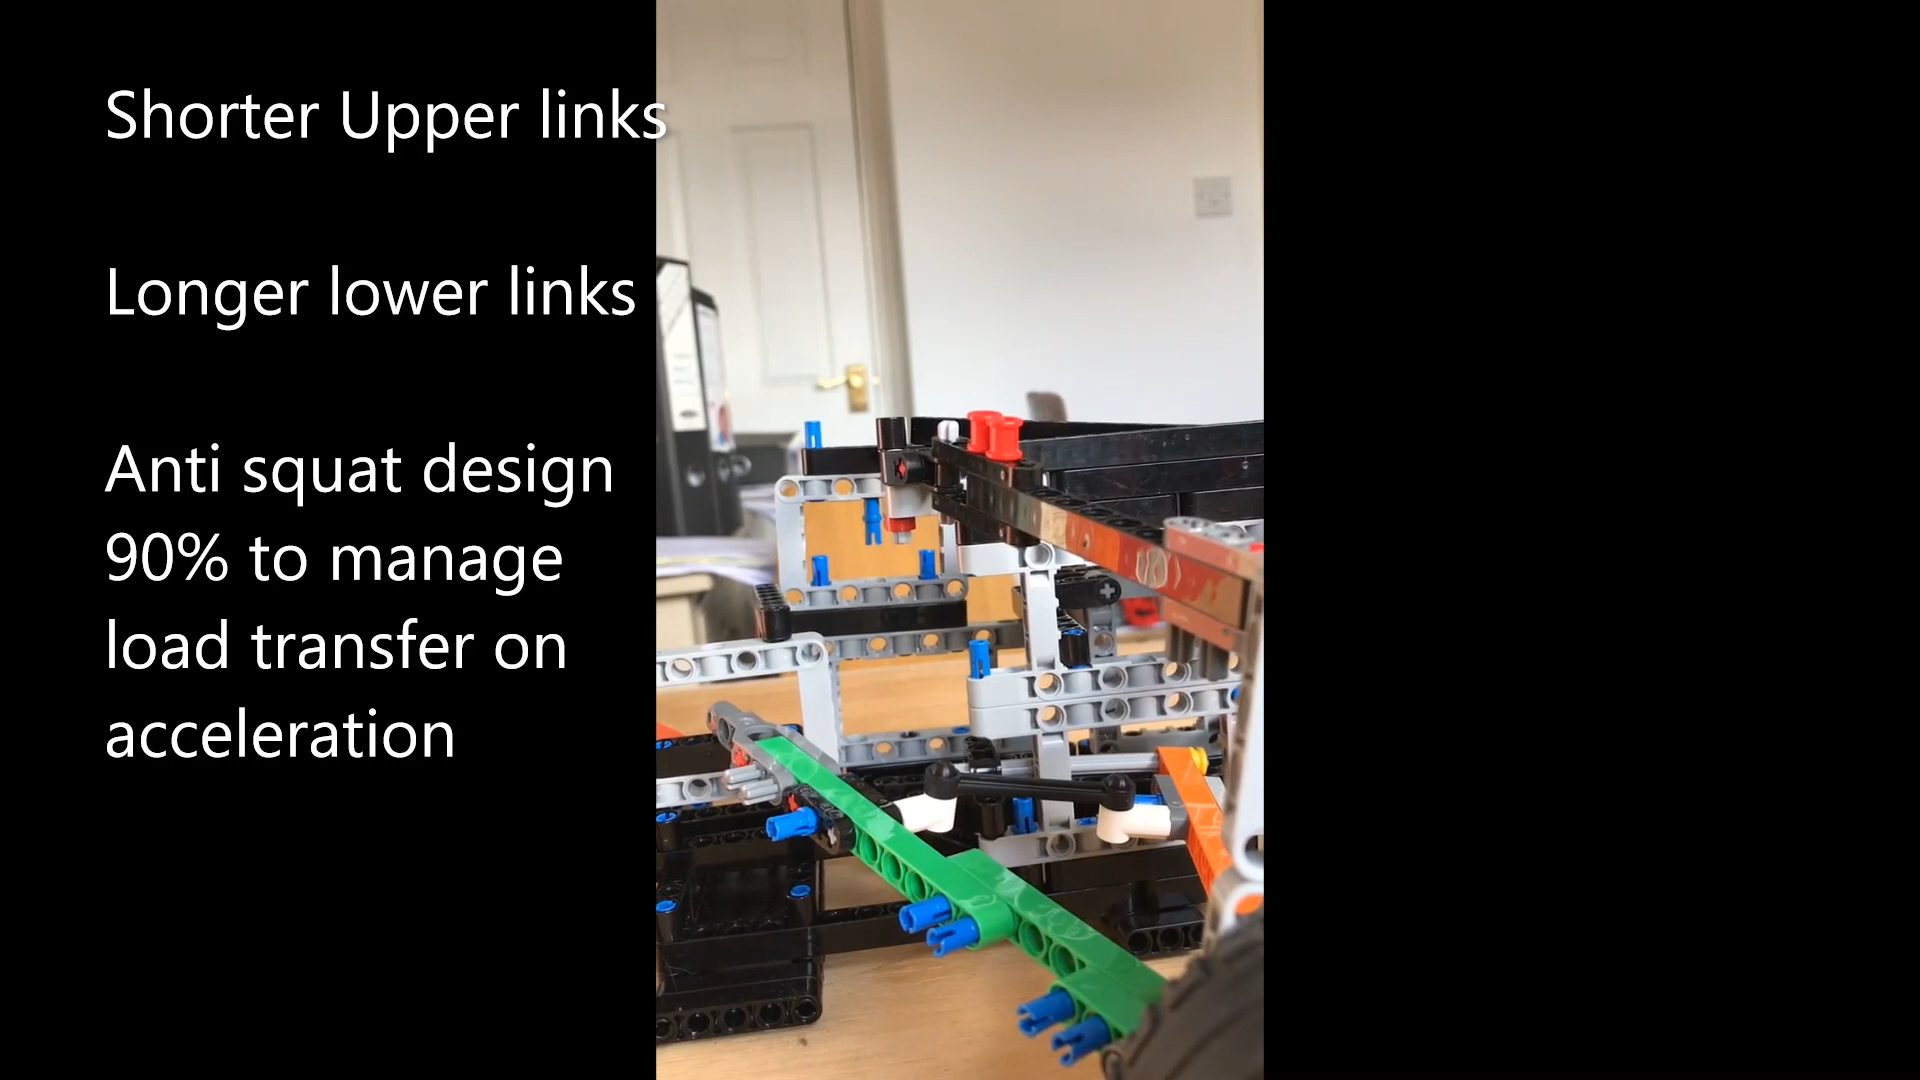 Shorter Upper links
Longer lower links
Anti squat design
90% to manage
load transfer on
acceleration